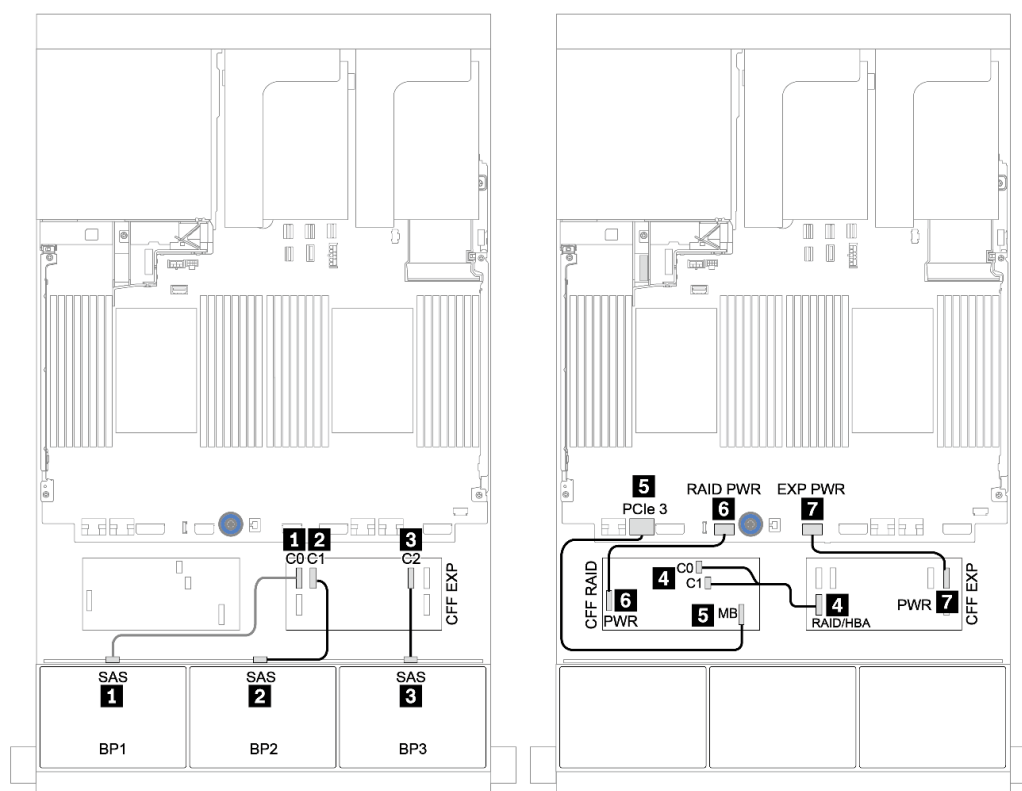 1 2 3
C0 C1 C2
CFF EXP
SAS SAS SAS
1 2 3
BP1 BP2 BP3
5 RAID PWR EXP PWR
PCIe 3 6 7
CFF RAID
4 C0
C1
6
PWR
5 MB
4
RAID/HBA
PWR 7
CFF EXP